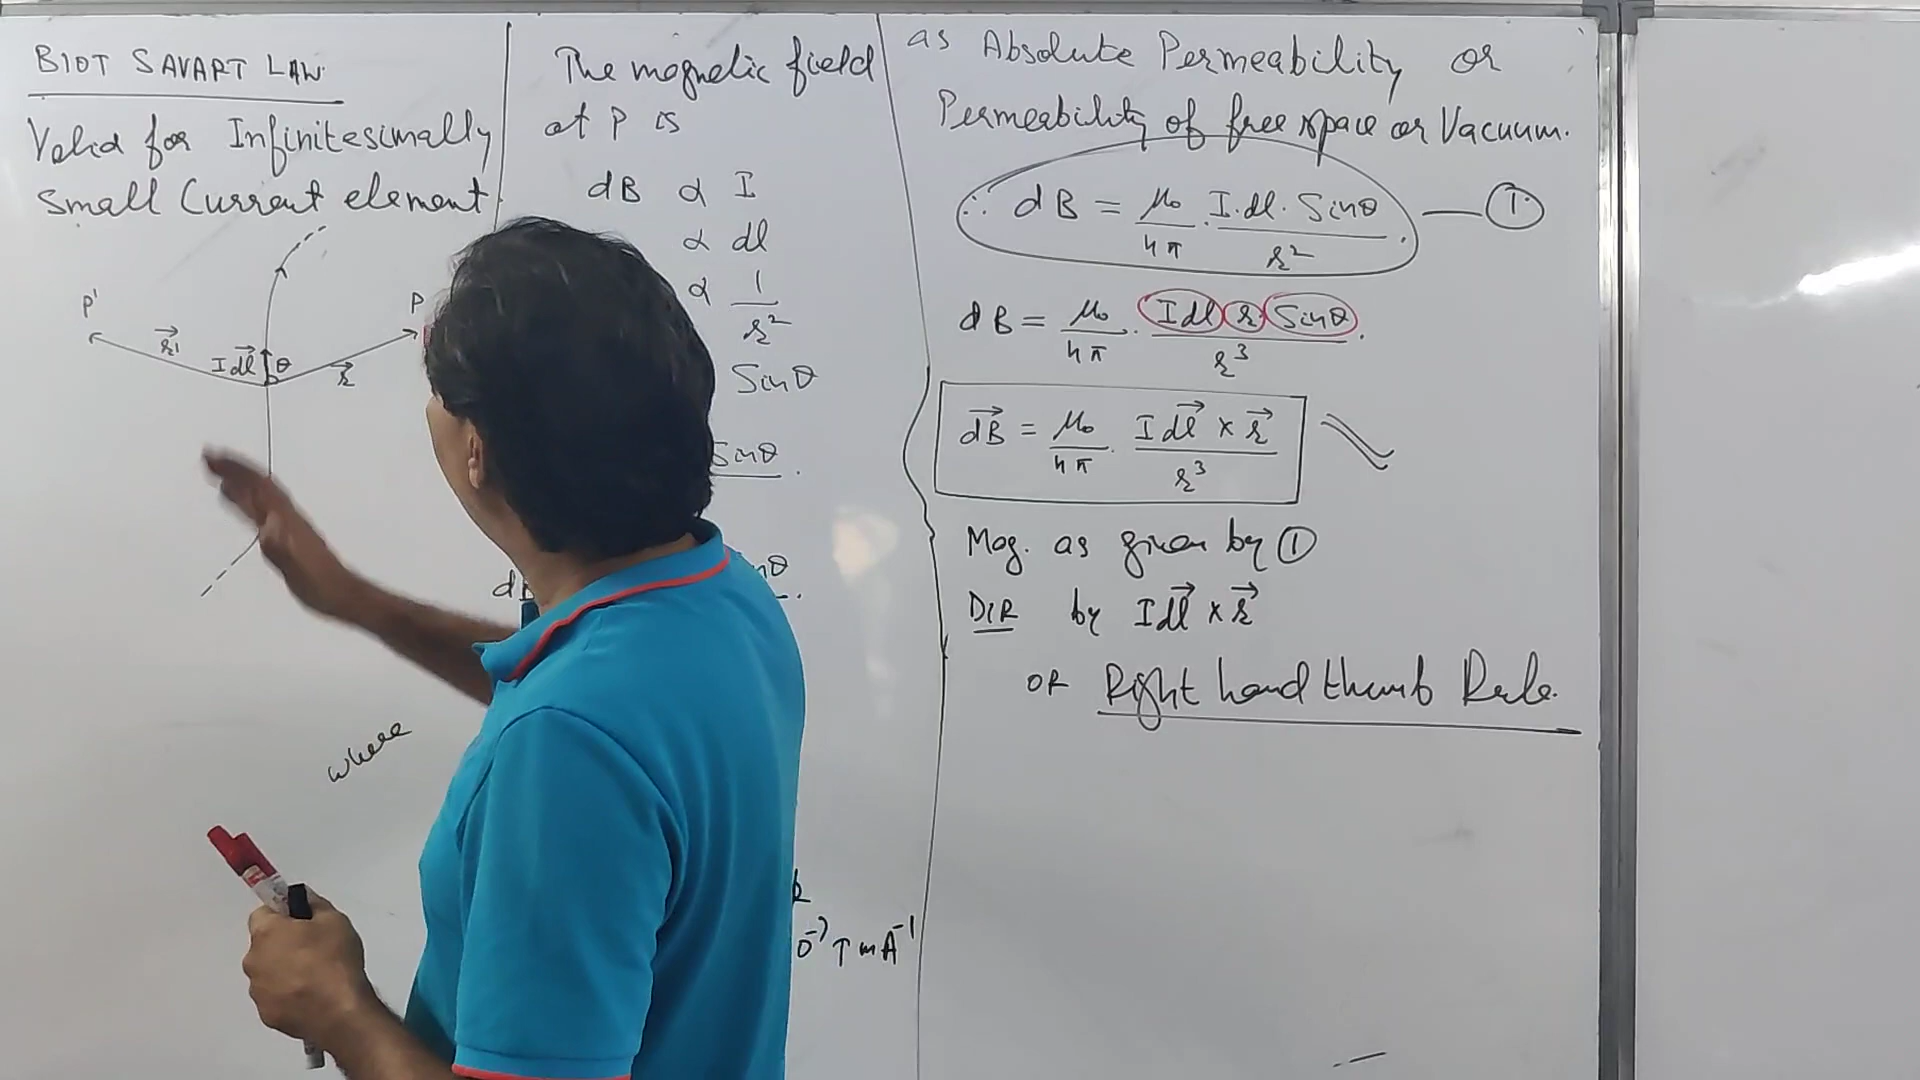 BIOT SAVART LAW
Valid for Infinitesimally
Small Current element
P'
P
r⃗'
Idl⃗
θ
r⃗
where
The magnetic field
at P is
dB ∝ I
∝ dl
∝ 1/r²
Sinθ
Sinθ
0⁻⁷ T m A⁻¹
as Absolute Permeability or
Permeability of free space or Vacuum.
∴ dB = μ₀/4π · I·dl·Sinθ/r² — ①
dB = μ₀/4π · Idl r Sinθ/r³
dB⃗ = μ₀/4π · Idl⃗ × r⃗/r³
Mag. as given by ①
DIR by Idl⃗ × r⃗
OR Right hand thumb Rule.